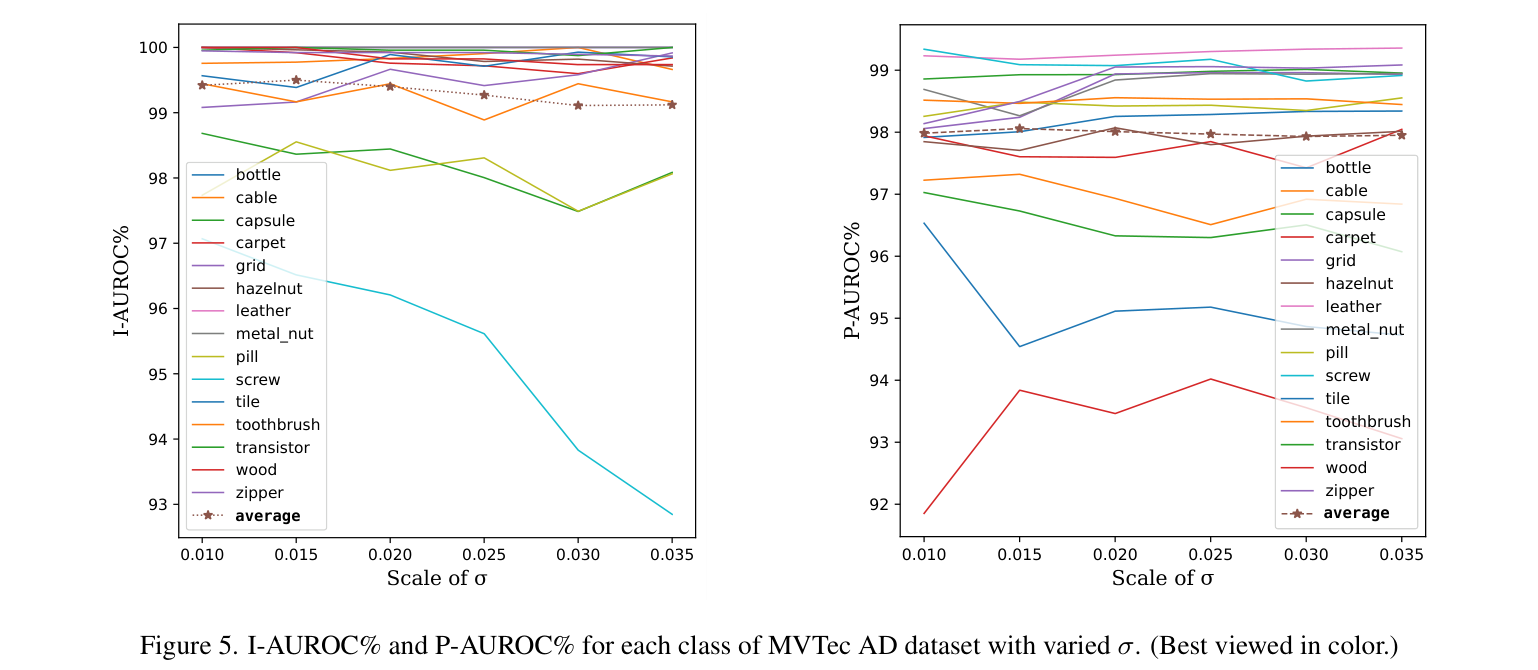 100
99
98
97
96
95
94
93
I-AUROC%
bottle
cable
capsule
carpet
grid
hazelnut
leather
metal_nut
pill
screw
tile
toothbrush
transistor
wood
zipper
average
0.010 0.015 0.020 0.025 0.030 0.035
Scale of σ
99
98
97
96
95
94
93
92
P-AUROC%
bottle
cable
capsule
carpet
grid
hazelnut
leather
metal_nut
pill
screw
tile
toothbrush
transistor
wood
zipper
average
0.010 0.015 0.020 0.025 0.030 0.035
Scale of σ
Figure 5. I-AUROC% and P-AUROC% for each class of MVTec AD dataset with varied σ. (Best viewed in color.)